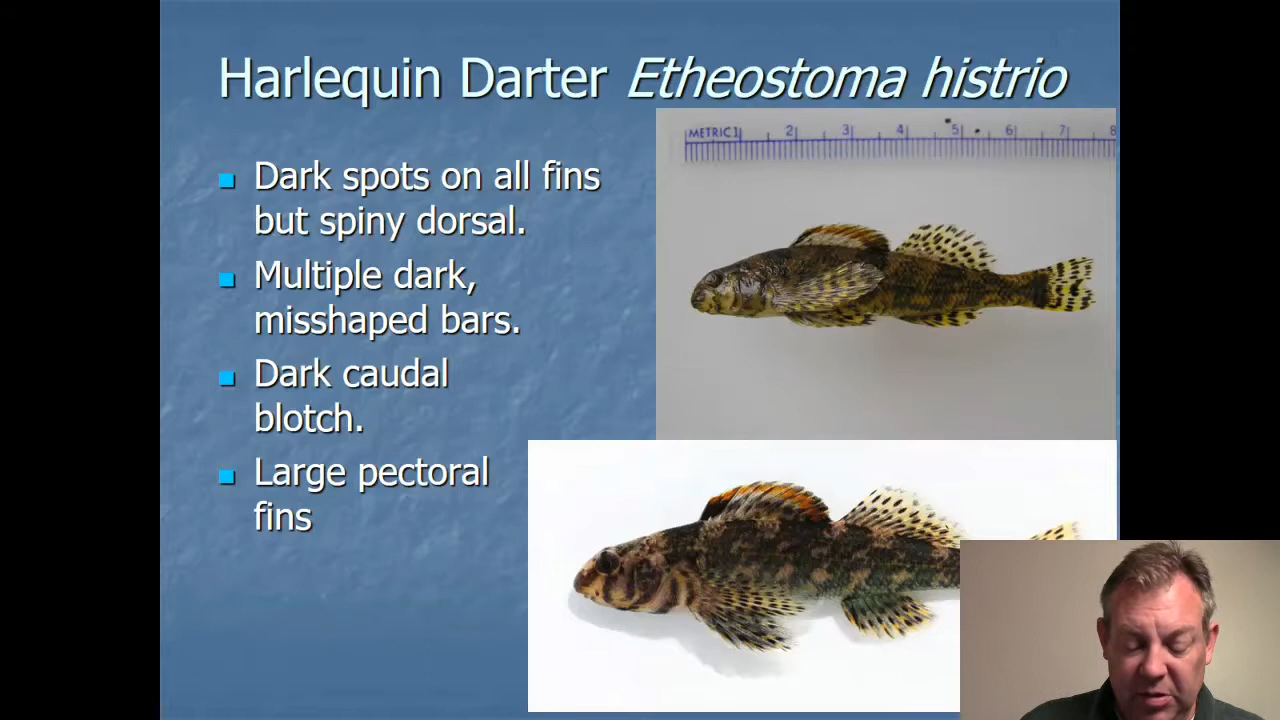 Harlequin Darter Etheostoma histrio
METRIC 1 2 3 4 5 6 7 8
Dark spots on all fins
but spiny dorsal.
Multiple dark,
misshaped bars.
Dark caudal
blotch.
Large pectoral
fins